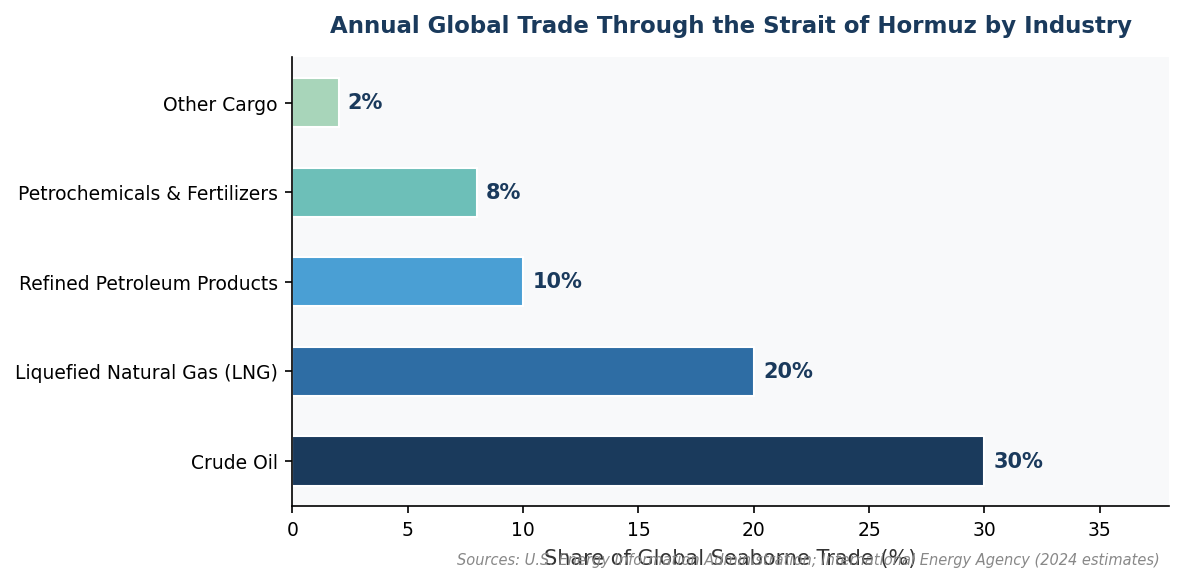 Annual Global Trade Through the Strait of Hormuz by Industry
Other Cargo
2%
Petrochemicals & Fertilizers
8%
Refined Petroleum Products
10%
Liquefied Natural Gas (LNG)
20%
Crude Oil
30%
0 5 10 15 20 25 30 35
Share of Global Seaborne Trade (%)
Sources: U.S. Energy Information Administration; International Energy Agency (2024 estimates)